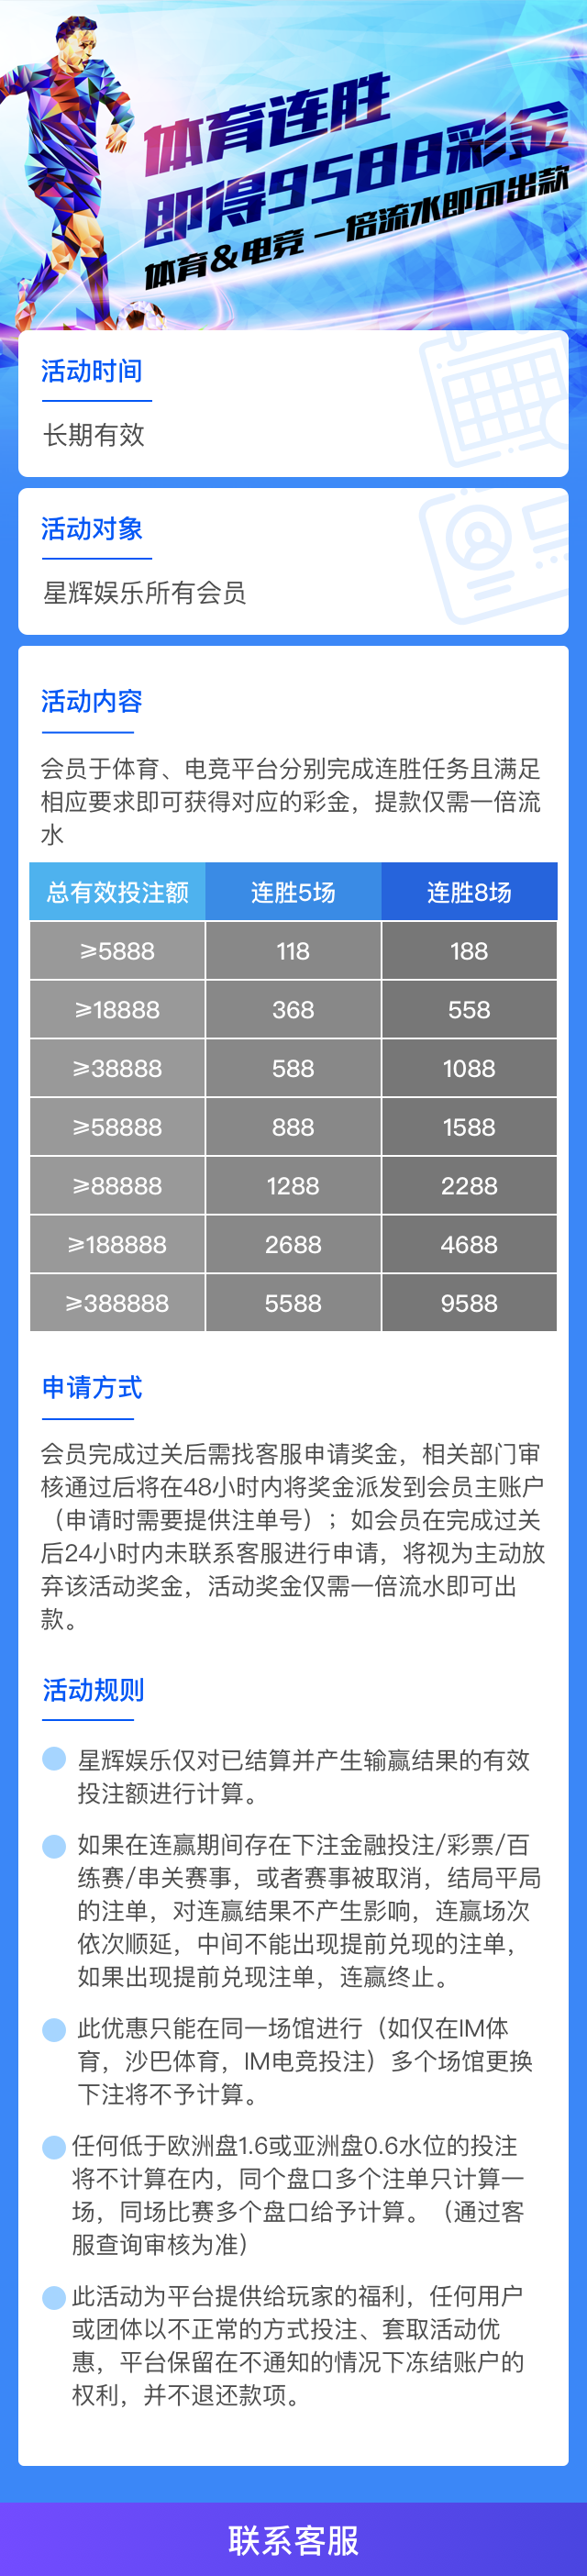 体育连胜
即得9588彩金
体育&电竞 一倍流水即可出款
活动时间
长期有效
活动对象
星辉娱乐所有会员
活动内容
会员于体育、电竞平台分别完成连胜任务且满足
相应要求即可获得对应的彩金，提款仅需一倍流
水
总有效投注额 连胜5场 连胜8场
≥5888 118 188
≥18888 368 558
≥38888 588 1088
≥58888 888 1588
≥88888 1288 2288
≥188888 2688 4688
≥388888 5588 9588
申请方式
会员完成过关后需找客服申请奖金，相关部门审
核通过后将在48小时内将奖金派发到会员主账户
（申请时需要提供注单号）；如会员在完成过关
后24小时内未联系客服进行申请，将视为主动放
弃该活动奖金，活动奖金仅需一倍流水即可出
款。
活动规则
星辉娱乐仅对已结算并产生输赢结果的有效
投注额进行计算。
如果在连赢期间存在下注金融投注/彩票/百
练赛/串关赛事，或者赛事被取消，结局平局
的注单，对连赢结果不产生影响，连赢场次
依次顺延，中间不能出现提前兑现的注单，
如果出现提前兑现注单，连赢终止。
此优惠只能在同一场馆进行（如仅在IM体
育，沙巴体育，IM电竞投注）多个场馆更换
下注将不予计算。
任何低于欧洲盘1.6或亚洲盘0.6水位的投注
将不计算在内，同个盘口多个注单只计算一
场，同场比赛多个盘口给予计算。（通过客
服查询审核为准）
此活动为平台提供给玩家的福利，任何用户
或团体以不正常的方式投注、套取活动优
惠，平台保留在不通知的情况下冻结账户的
权利，并不退还款项。
联系客服